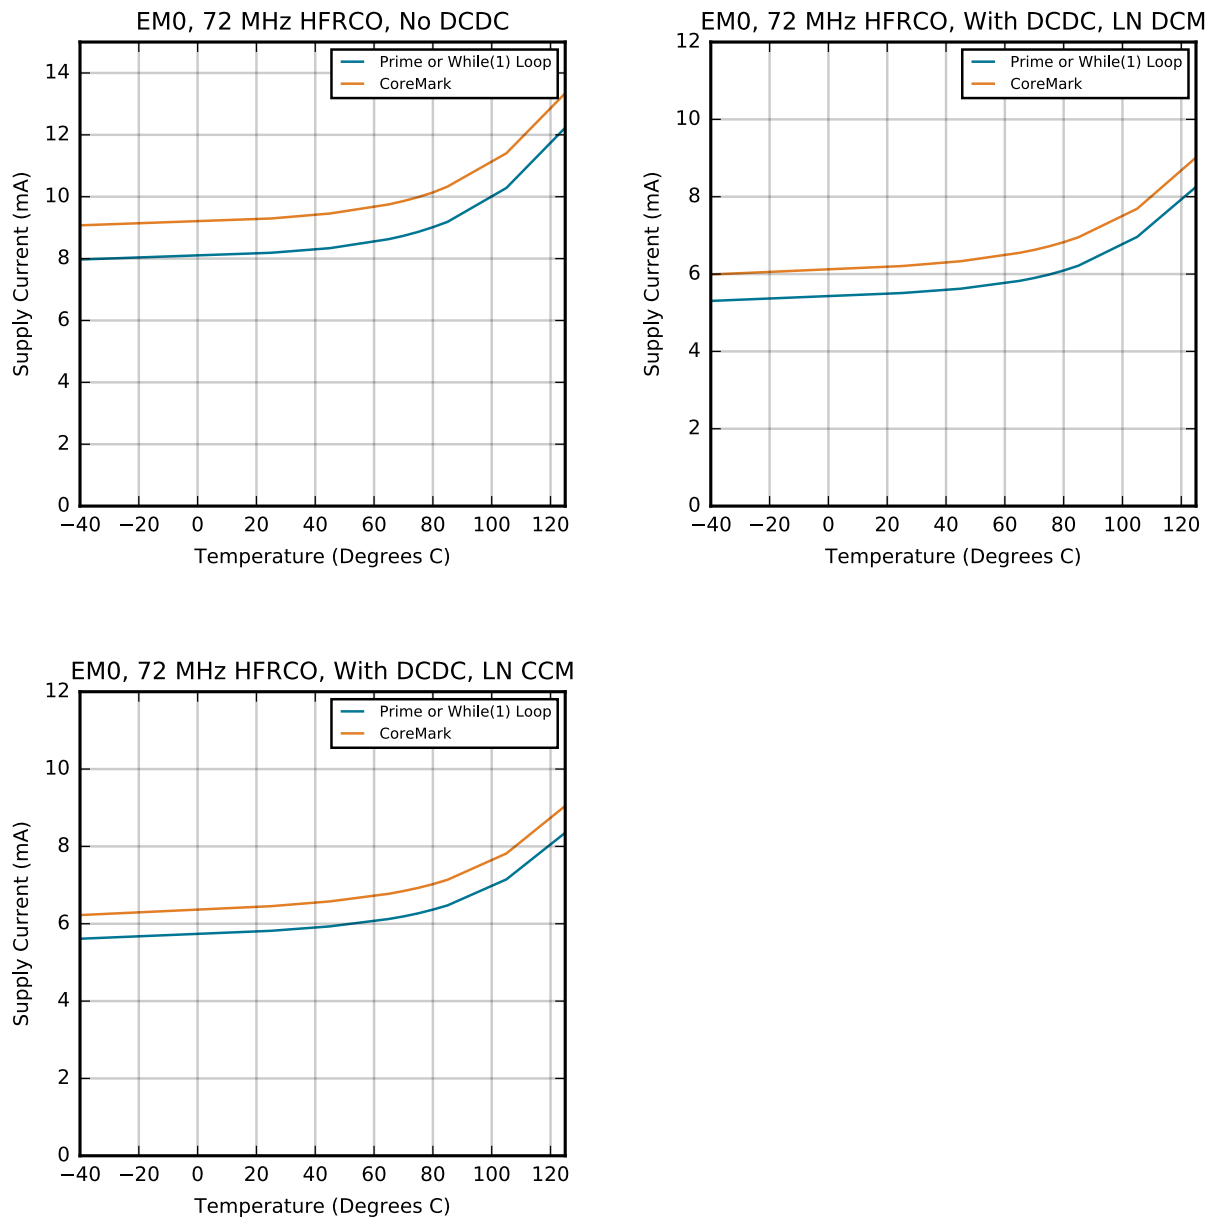 EM0, 72 MHz HFRCO, No DCDC
Prime or While(1) Loop
CoreMark
Supply Current (mA)
14
12
10
8
6
4
2
0
−40 −20 0 20 40 60 80 100 120
Temperature (Degrees C)
EM0, 72 MHz HFRCO, With DCDC, LN DCM
Prime or While(1) Loop
CoreMark
Supply Current (mA)
12
10
8
6
4
2
0
−40 −20 0 20 40 60 80 100 120
Temperature (Degrees C)
EM0, 72 MHz HFRCO, With DCDC, LN CCM
Prime or While(1) Loop
CoreMark
Supply Current (mA)
12
10
8
6
4
2
0
−40 −20 0 20 40 60 80 100 120
Temperature (Degrees C)